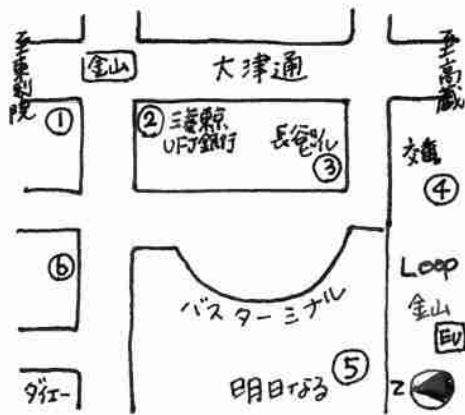 至東別院
金山
大津通
至高蔵
①
② 三菱東京
UFJ銀行
長谷ビル
③
交番
④
⑥
バスターミナル
Loop
金山
EV
ダイエー
明日なる ⑤
N